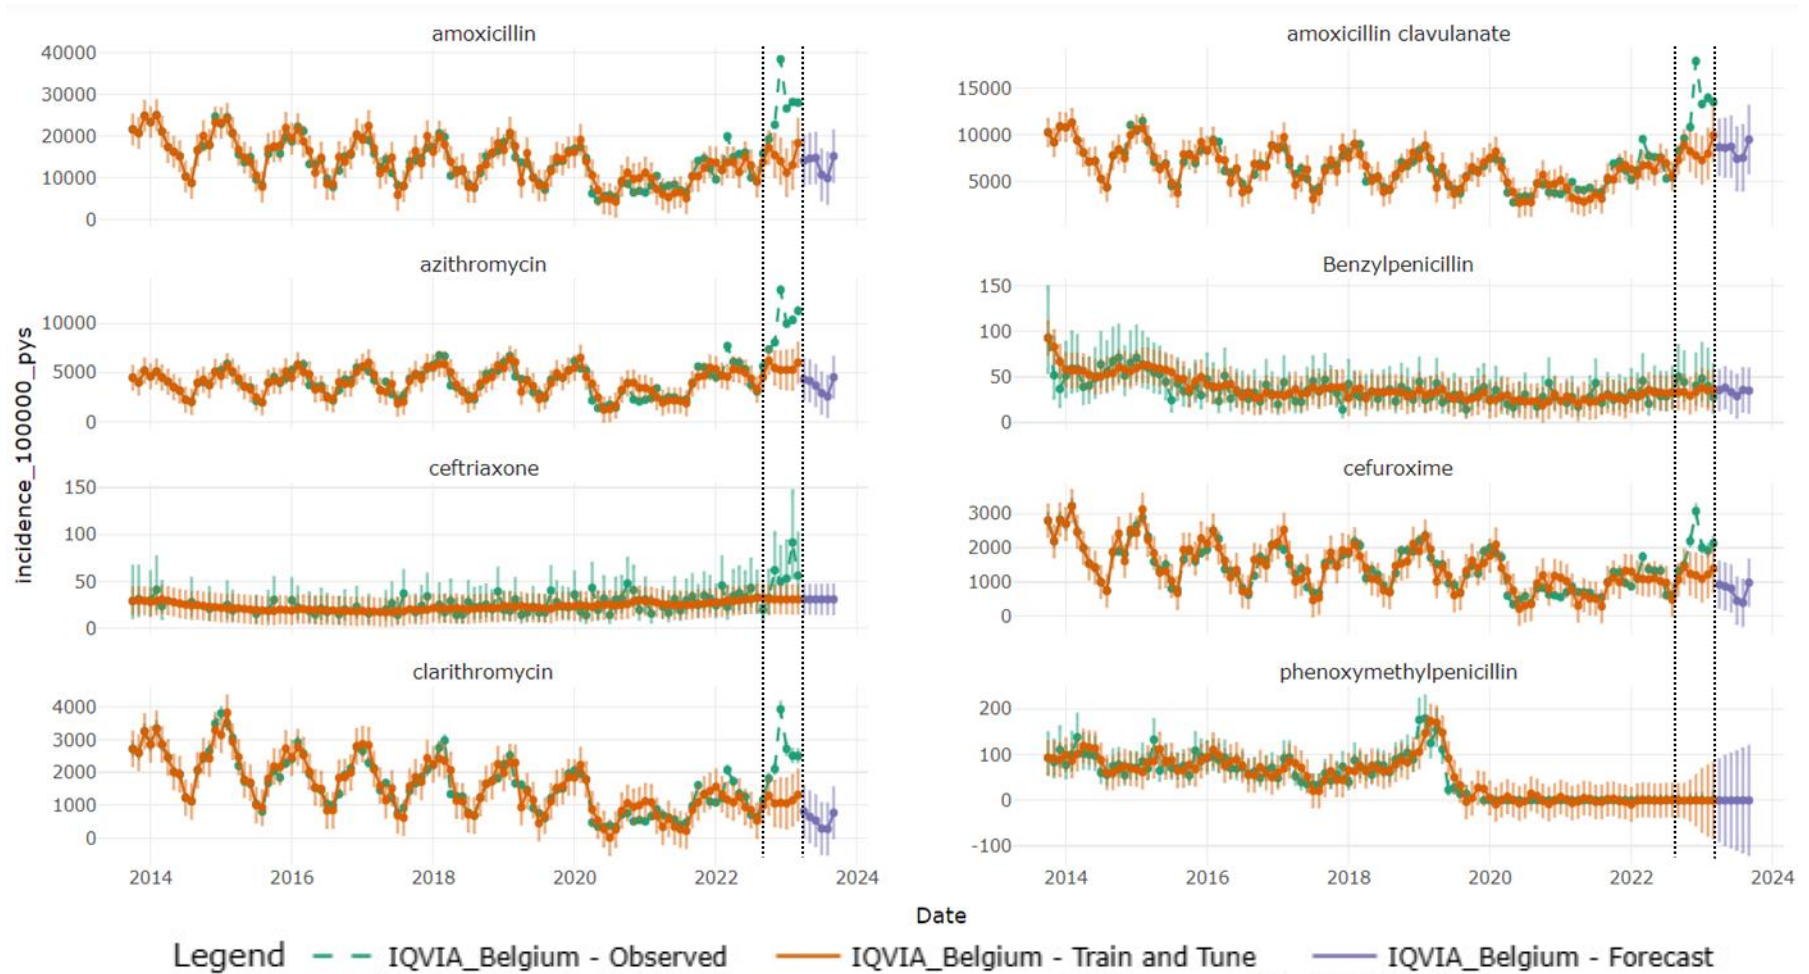 amoxicillin
amoxicillin clavulanate
40000
30000
20000
10000
0
15000
10000
5000
azithromycin
Benzylpenicillin
10000
5000
0
150
100
50
0
ceftriaxone
cefuroxime
150
100
50
0
3000
2000
1000
0
clarithromycin
phenoxymethylpenicillin
4000
3000
2000
1000
0
200
100
0
-100
2014 2016 2018 2020 2022 2024
2014 2016 2018 2020 2022 2024
incidence_100000_pys
Date
Legend IQVIA_Belgium - Observed IQVIA_Belgium - Train and Tune IQVIA_Belgium - Forecast